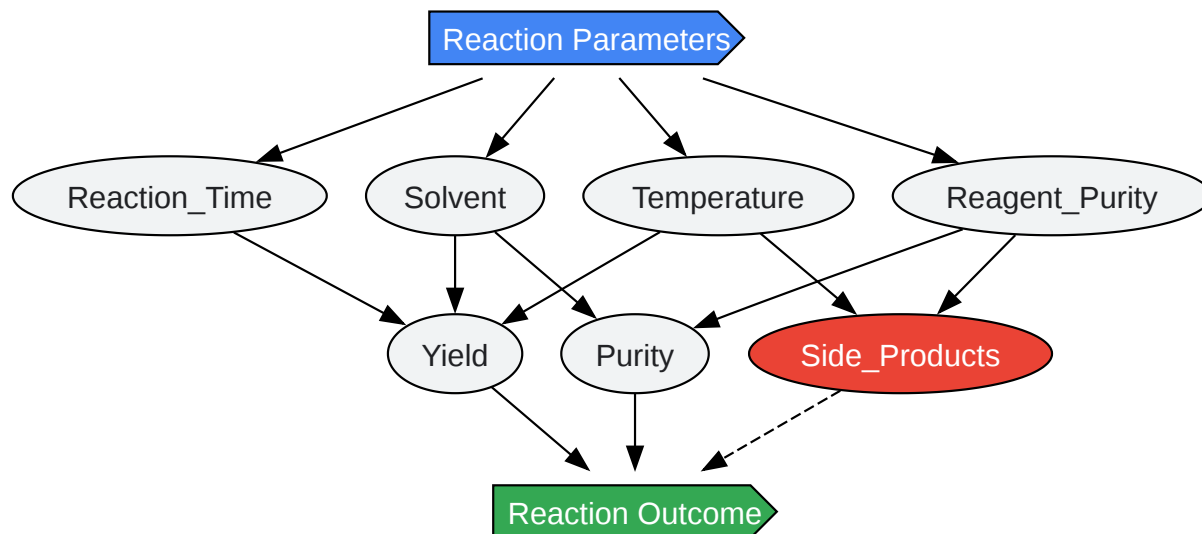 Reaction Parameters
Reaction_Time
Solvent
Temperature
Reagent_Purity
Yield
Purity
Side_Products
Reaction Outcome